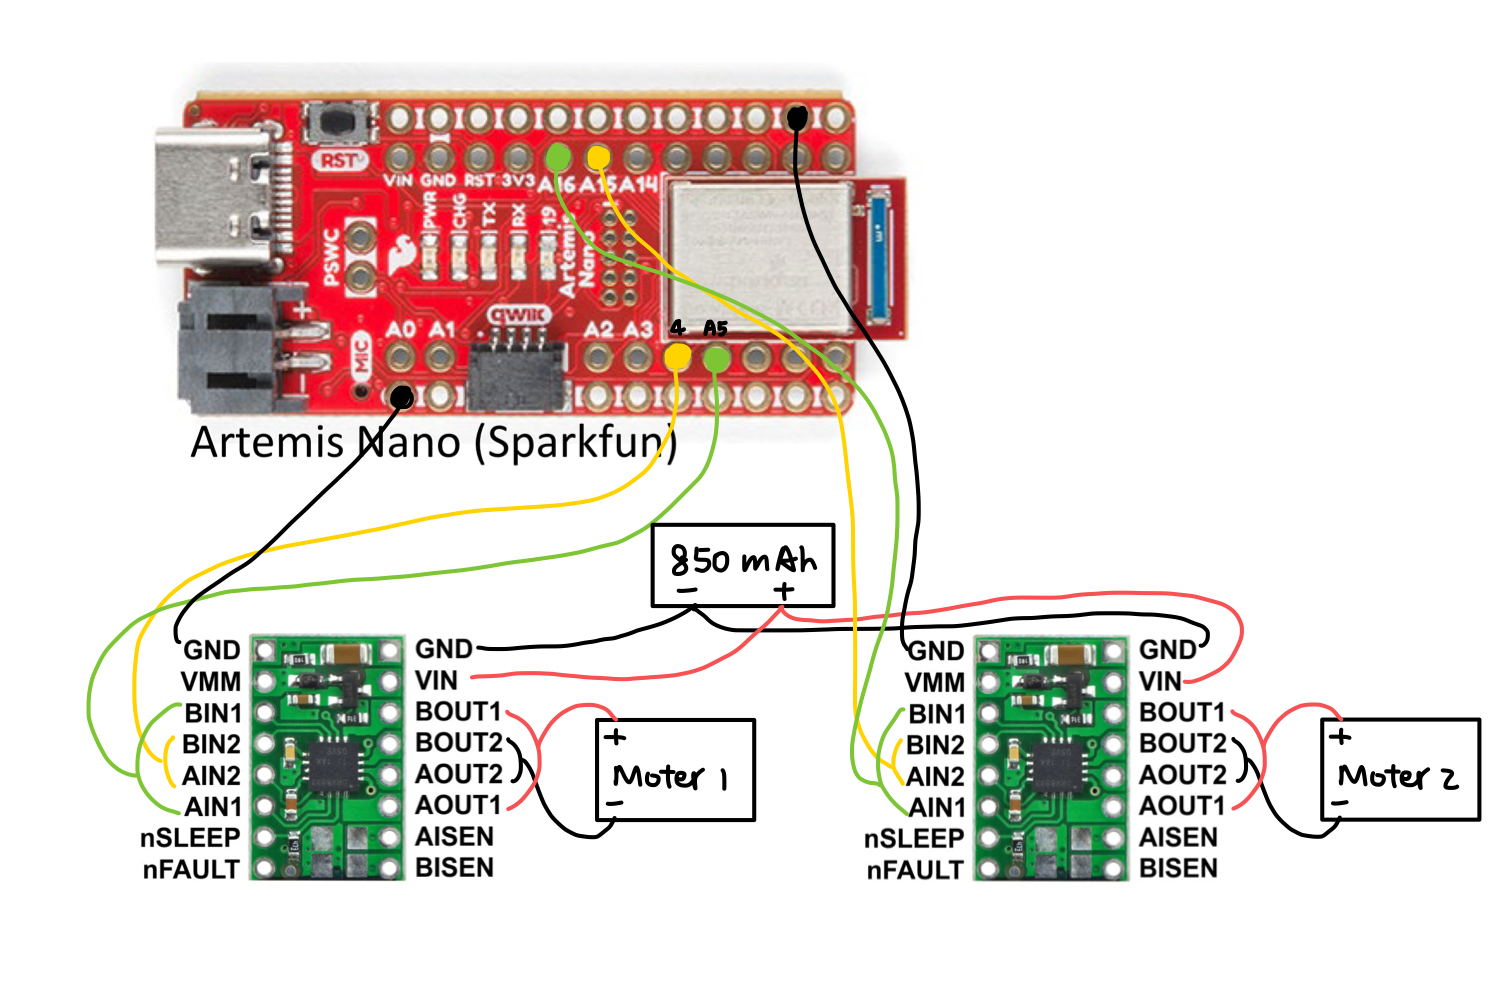 RST
VIN GND RST 3V3 A16 A15 A14
PWR
CHG
TX
RX
19
Artemis
Nano
PSWC
qwiic
+
A0 A1
A2 A3 4 A5
MIC
-
Artemis Nano (Sparkfun)
850 mAh
- +
GND GND
VMM VIN
BIN1 BOUT1
BIN2 BOUT2
AIN2 AOUT2
AIN1 AOUT1
nSLEEP AISEN
nFAULT BISEN
+
Moter 1
-
GND GND
VMM VIN
BIN1 BOUT1
BIN2 BOUT2
AIN2 AOUT2
AIN1 AOUT1
nSLEEP AISEN
nFAULT BISEN
+
Moter 2
-